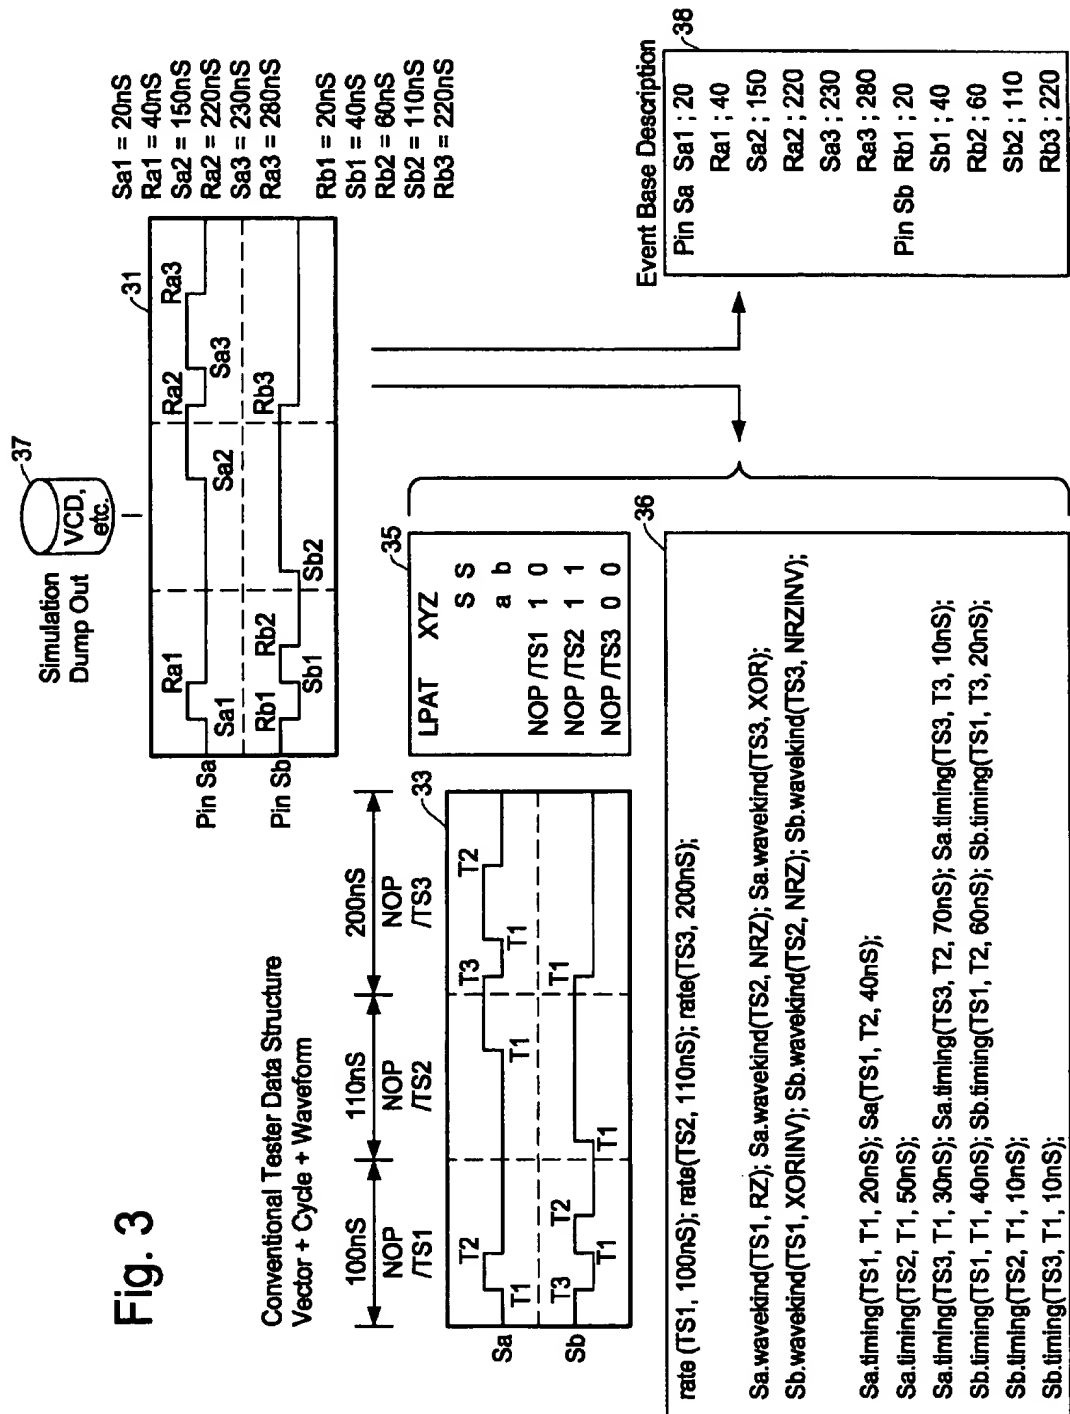 Fig. 3
Simulation
Dump Out
VCD,
etc.
37
31
Pin Sa
Sa1
Ra1
Sa2
Ra2
Sa3
Ra3
Pin Sb
Rb1
Sb1
Rb2
Sb2
Rb3
Sa1 = 20nS
Ra1 = 40nS
Sa2 = 150nS
Ra2 = 220nS
Sa3 = 230nS
Ra3 = 280nS
Rb1 = 20nS
Sb1 = 40nS
Rb2 = 60nS
Sb2 = 110nS
Rb3 = 220nS
Conventional Tester Data Structure
Vector + Cycle + Waveform
100nS
110nS
200nS
NOP
/TS1
NOP
/TS2
NOP
/TS3
33
Sa
T1
T2
T1
T3
T1
T2
Sb
T3
T1
T2
T1
T1
35
LPAT XYZ
S S
a b
NOP /TS1 1 0
NOP /TS2 1 1
NOP /TS3 0 0
36
rate (TS1, 100nS); rate(TS2, 110nS); rate(TS3, 200nS);
Sa.wavekind(TS1, RZ); Sa.wavekind(TS2, NRZ); Sa.wavekind(TS3, XOR);
Sb.wavekind(TS1, XORINV); Sb.wavekind(TS2, NRZ); Sb.wavekind(TS3, NRZINV);
Sa.timing(TS1, T1, 20nS); Sa(TS1, T2, 40nS);
Sa.timing(TS2, T1, 50nS);
Sa.timing(TS3, T1, 30nS); Sa.timing(TS3, T2, 70nS); Sa.timing(TS3, T3, 10nS);
Sb.timing(TS1, T1, 40nS); Sb.timing(TS1, T2, 60nS); Sb.timing(TS1, T3, 20nS);
Sb.timing(TS2, T1, 10nS);
Sb.timing(TS3, T1, 10nS);
Event Base Description
38
Pin Sa Sa1 ; 20
Ra1 ; 40
Sa2 ; 150
Ra2 ; 220
Sa3 ; 230
Ra3 ; 280
Pin Sb Rb1 ; 20
Sb1 ; 40
Rb2 ; 60
Sb2 ; 110
Rb3 ; 220